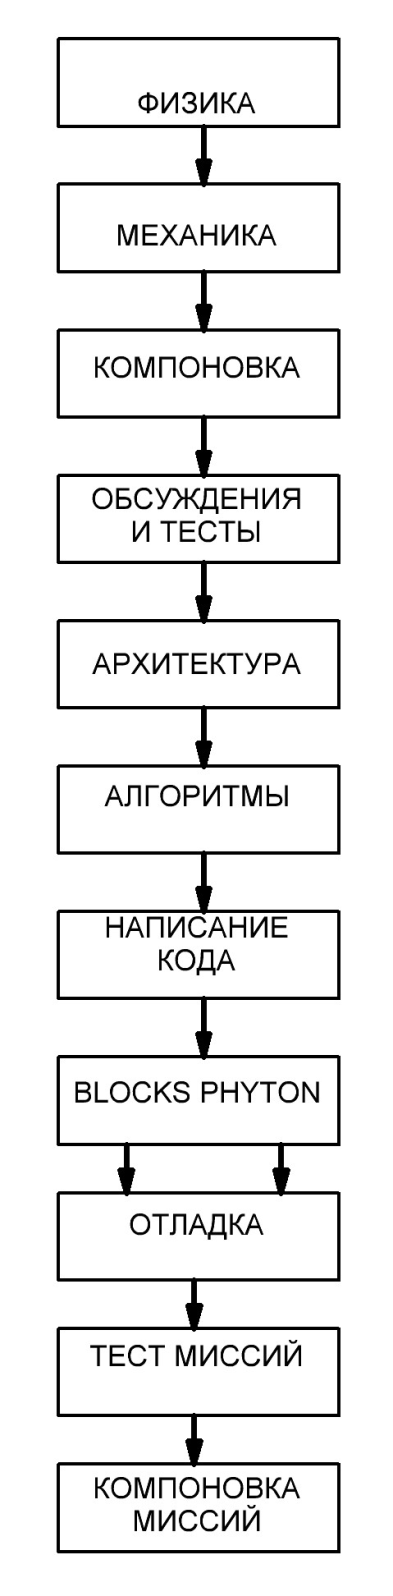 ФИЗИКА
МЕХАНИКА
КОМПОНОВКА
ОБСУЖДЕНИЯ
И ТЕСТЫ
АРХИТЕКТУРА
АЛГОРИТМЫ
НАПИСАНИЕ
КОДА
BLOCKS PHYTON
ОТЛАДКА
ТЕСТ МИССИЙ
КОМПОНОВКА
МИССИЙ